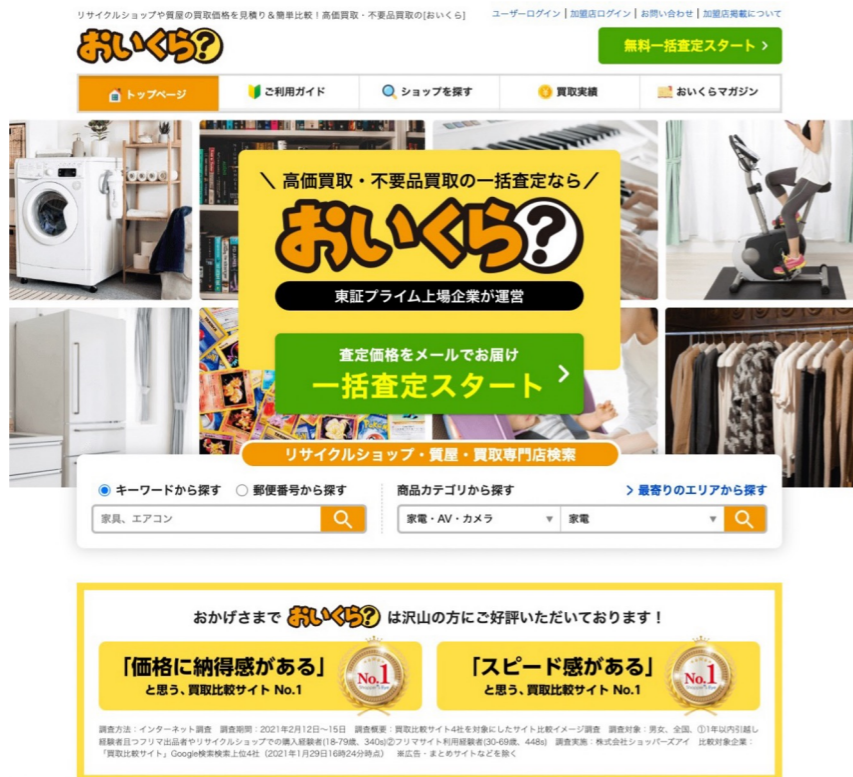 リサイクルショップや質屋の買取価格を見積り＆簡単比較！高価買取・不要品買取の[おいくら]
ユーザーログイン | 加盟店ログイン | お問い合わせ | 加盟店掲載について
おいくら?
無料一括査定スタート ›
トップページ
ご利用ガイド
ショップを探す
買取実績
おいくらマガジン
\ 高価買取・不要品買取の一括査定なら /
おいくら?
東証プライム上場企業が運営
査定価格をメールでお届け
一括査定スタート ›
リサイクルショップ・質屋・買取専門店検索
キーワードから探す
郵便番号から探す
商品カテゴリから探す
› 最寄りのエリアから探す
家具、エアコン
家電・AV・カメラ ▼
家電 ▼
おかげさまで おいくら? は沢山の方にご好評いただいております！
「価格に納得感がある」
と思う、買取比較サイト No.1
No.1
「スピード感がある」
と思う、買取比較サイト No.1
No.1
調査方法：インターネット調査　調査期間：2021年2月12日〜15日　調査概要：買取比較サイト4社を対象にしたサイト比較イメージ調査　調査対象：男女、全国、①1年以内引越し
経験者且つフリマ出品者やリサイクルショップでの購入経験者(18-79歳、340s)②フリマサイト利用経験者(30-69歳、448s)　調査実施：株式会社ショッパーズアイ　比較対象企業：
「買取比較サイト」Google検索検索上位4社（2021年1月29日16時24分時点）　※広告・まとめサイトなどを除く